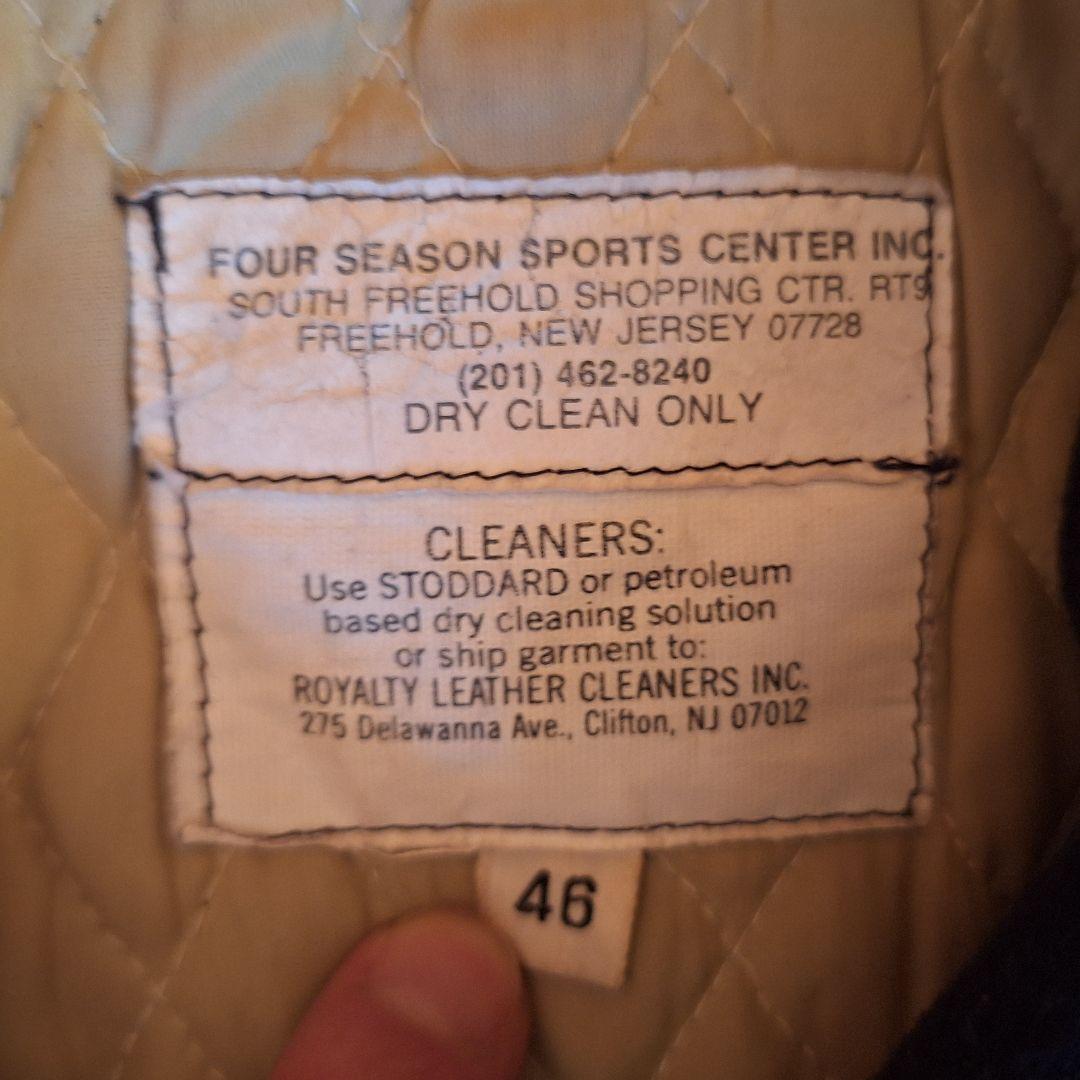 FOUR SEASON SPORTS CENTER INC.
SOUTH FREEHOLD SHOPPING CTR. RT9
FREEHOLD, NEW JERSEY 07728
(201) 462-8240
DRY CLEAN ONLY
CLEANERS:
Use STODDARD or petroleum
based dry cleaning solution
or ship garment to:
ROYALTY LEATHER CLEANERS INC.
275 Delawanna Ave., Clifton, NJ 07012
46